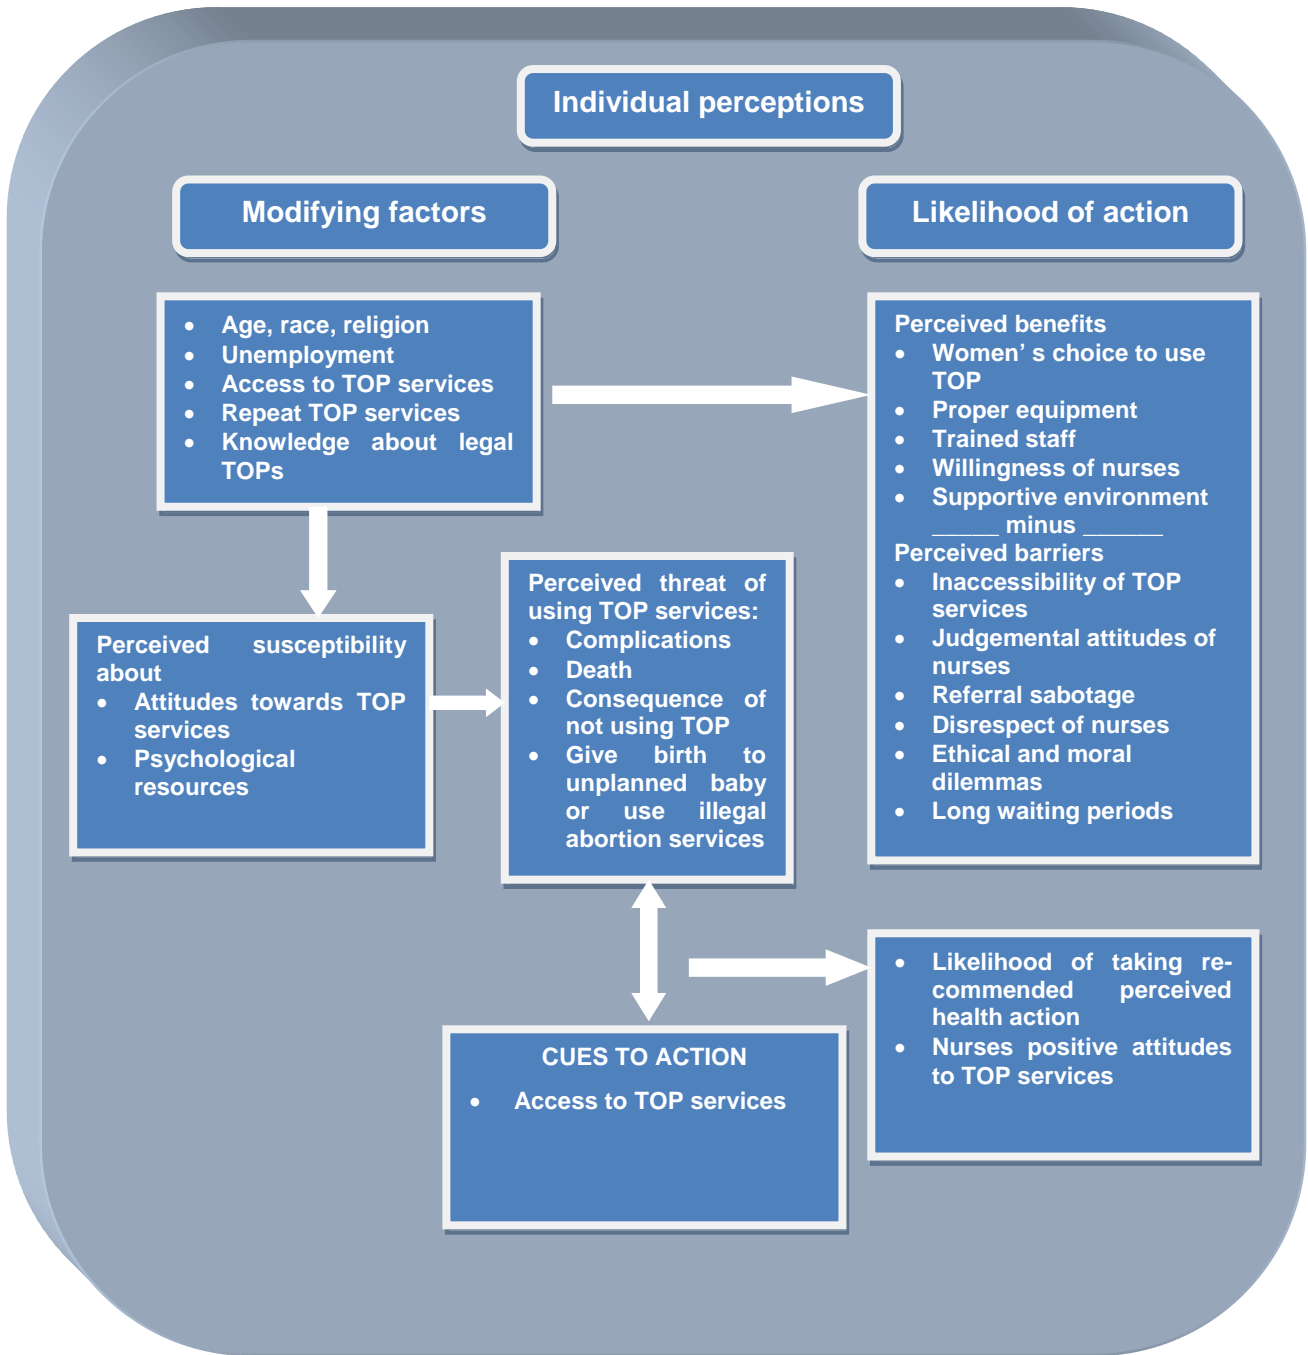 Individual perceptions
Modifying factors
Likelihood of action
• Age, race, religion
• Unemployment
• Access to TOP services
• Repeat TOP services
• Knowledge about legal
TOPs
Perceived benefits
• Women' s choice to use
TOP
• Proper equipment
• Trained staff
• Willingness of nurses
• Supportive environment
_____ minus ______
Perceived barriers
• Inaccessibility of TOP
services
• Judgemental attitudes of
nurses
• Referral sabotage
• Disrespect of nurses
• Ethical and moral
dilemmas
• Long waiting periods
Perceived susceptibility
about
• Attitudes towards TOP
services
• Psychological
resources
Perceived threat of
using TOP services:
• Complications
• Death
• Consequence of
not using TOP
• Give birth to
unplanned baby
or use illegal
abortion services
• Likelihood of taking re-
commended perceived
health action
• Nurses positive attitudes
to TOP services
CUES TO ACTION
• Access to TOP services